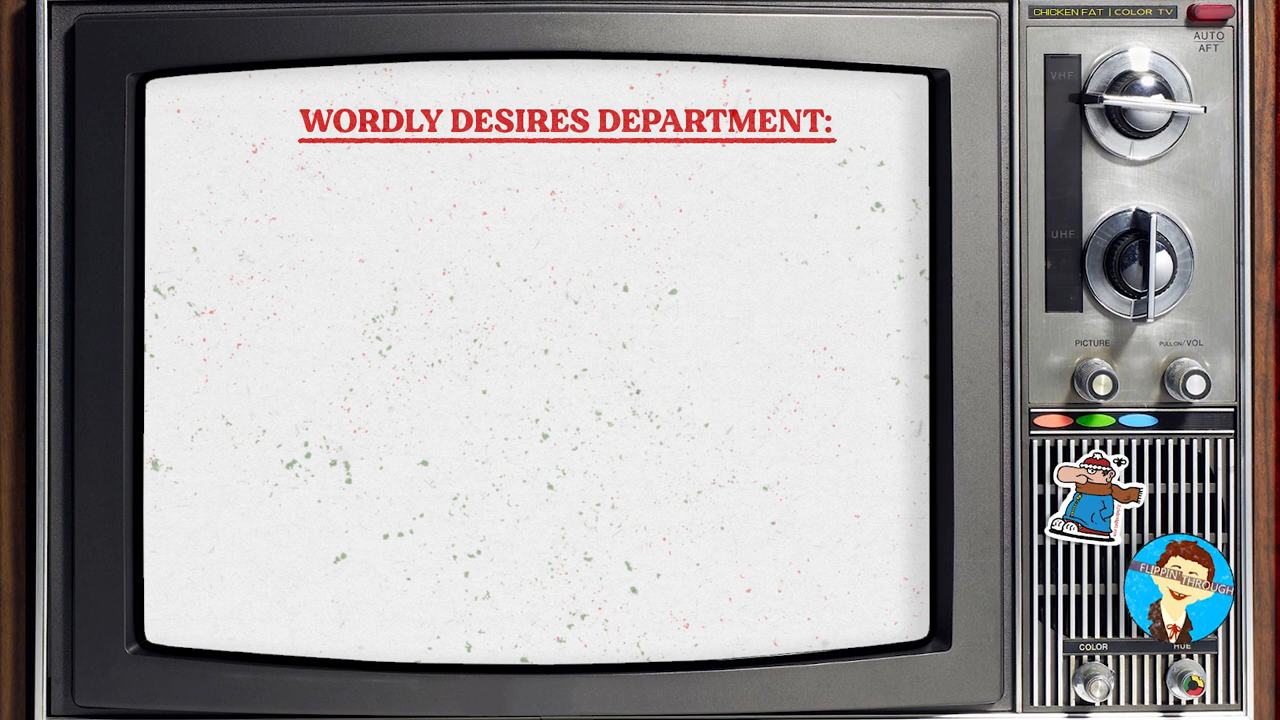 CHICKEN FAT | COLOR TV
AUTO
AFT
WORDLY DESIRES DEPARTMENT:
VHF
UHF
PICTURE
PULL ON/VOL
FLIPPIN' THROUGH
COLOR
HUE